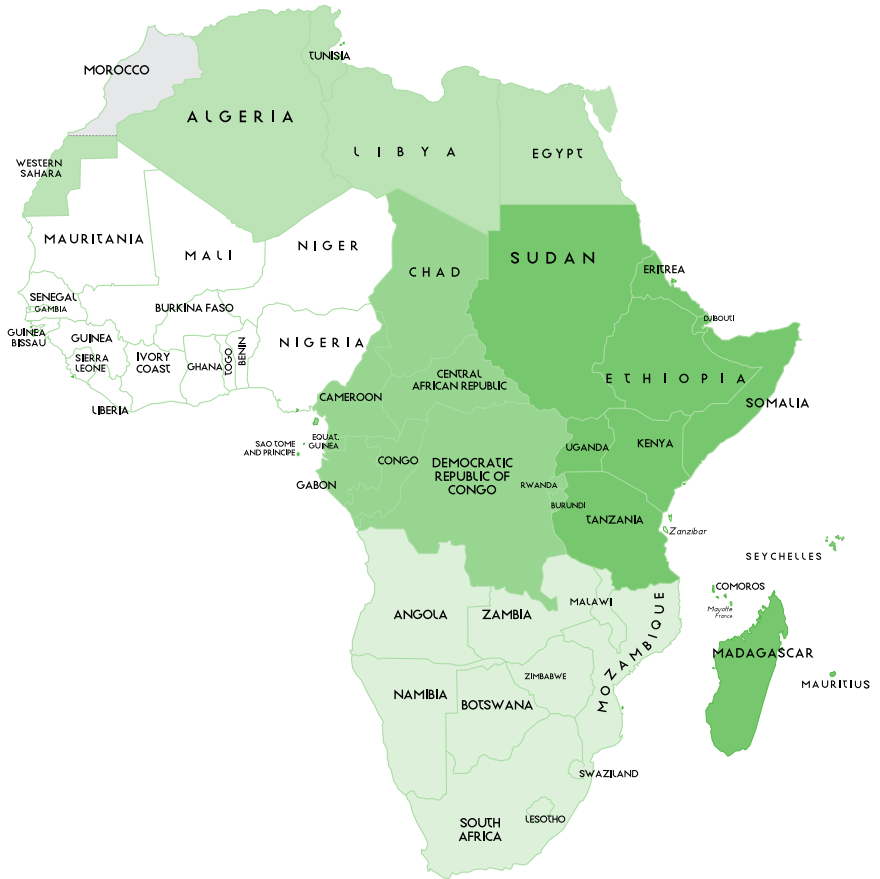 TUNISIA
MOROCCO
ALGERIA
LIBYA
EGYPT
WESTERN
SAHARA
MAURITANIA
MALI
NIGER
CHAD
SUDAN
ERITREA
SENEGAL
GAMBIA
BURKINA FASO
DJIBOUTI
GUINEA
BISSAU
GUINEA
NIGERIA
SIERRA
LEONE
IVORY
COAST
GHANA
TOGO
BENIN
CENTRAL
AFRICAN REPUBLIC
ETHIOPIA
LIBERIA
CAMEROON
SOMALIA
SAO TOME
AND PRINCIPE
EQUAT.
GUINEA
UGANDA
KENYA
CONGO
DEMOCRATIC
REPUBLIC OF
CONGO
GABON
RWANDA
BURUNDI
TANZANIA
Zanzibar
SEYCHELLES
COMOROS
Mayotte
France
ANGOLA
ZAMBIA
MALAWI
MOZAMBIQUE
MADAGASCAR
MAURITIUS
NAMIBIA
BOTSWANA
ZIMBABWE
SWAZILAND
SOUTH
AFRICA
LESOTHO